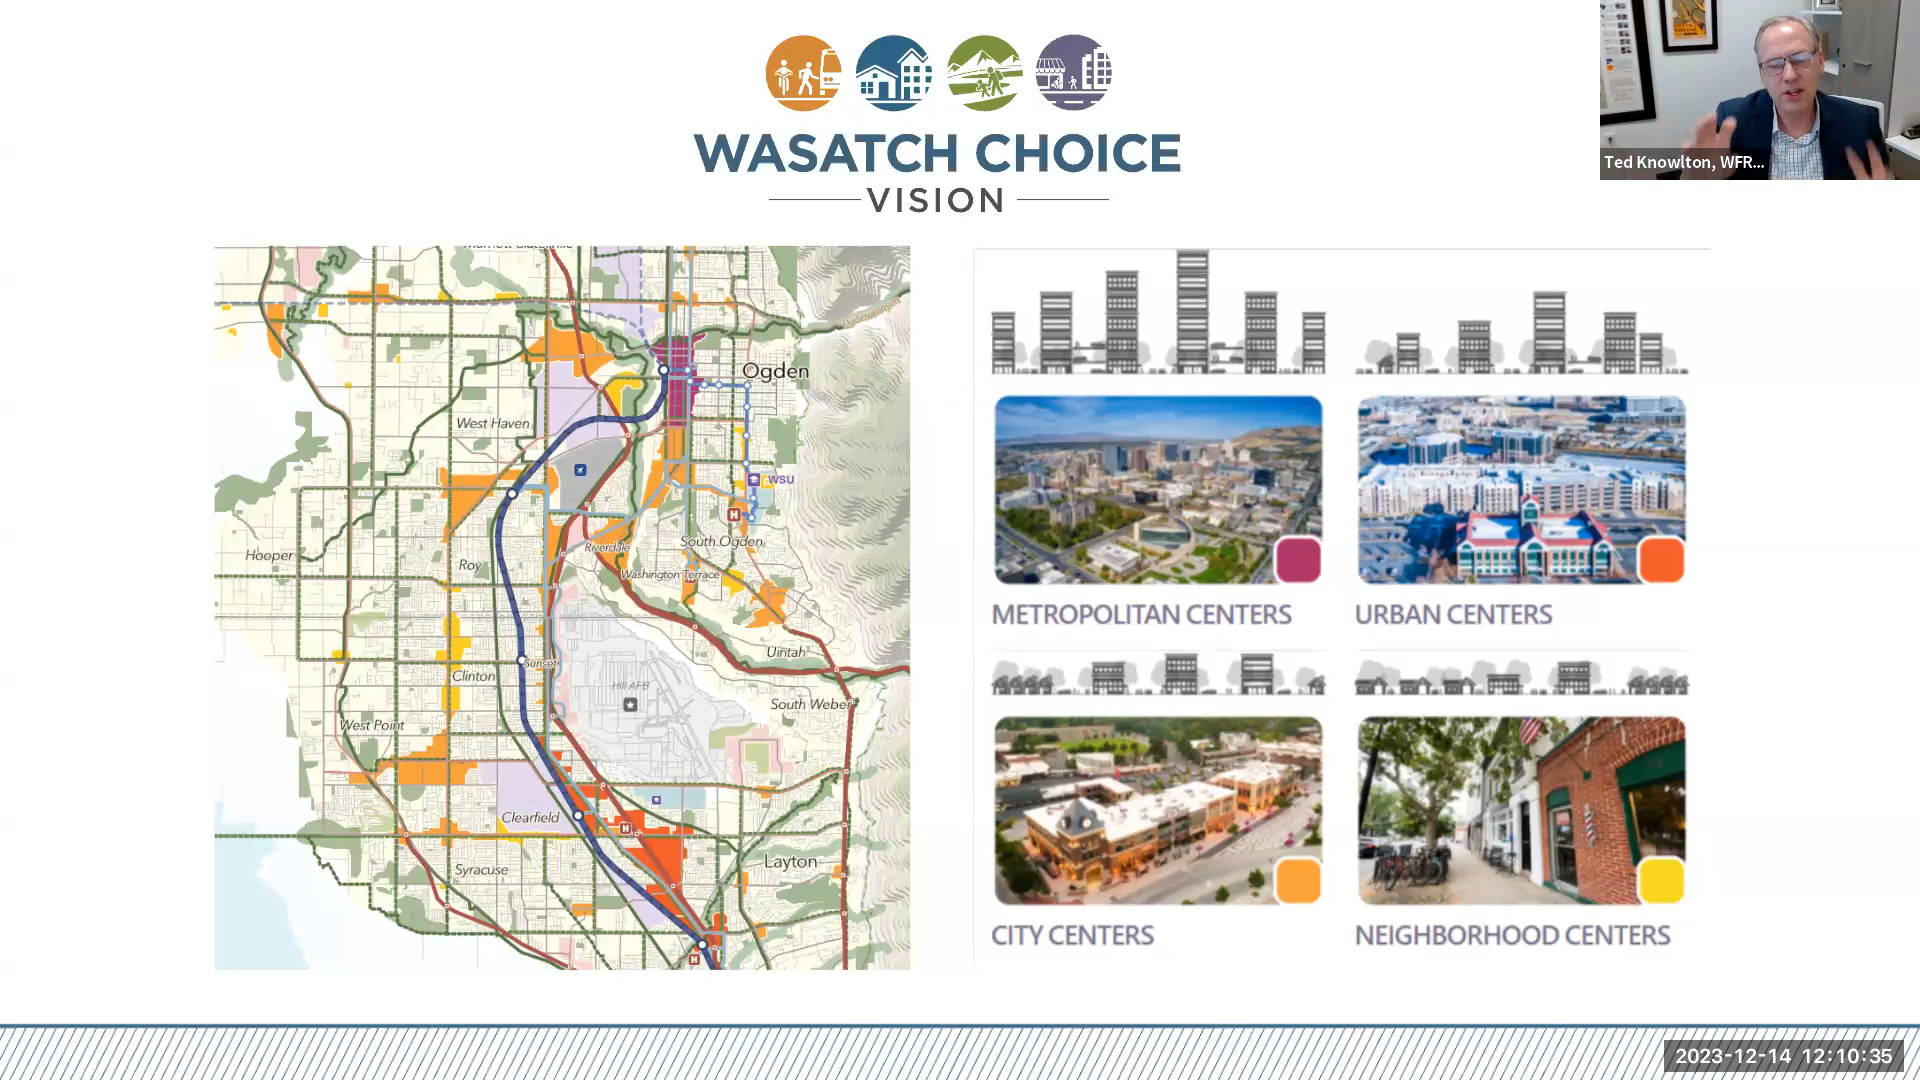 WASATCH CHOICE
VISION
Ted Knowlton, WFR...
Ogden
West Haven
WSU
H
Hooper
South Ogden
Riverdale
Roy
Washington Terrace
Uintah
Sunset
Clinton
Hill AFB
South Weber
West Point
Clearfield
H
Layton
Syracuse
H
METROPOLITAN CENTERS
URBAN CENTERS
CITY CENTERS
NEIGHBORHOOD CENTERS
2023-12-14 12:10:35